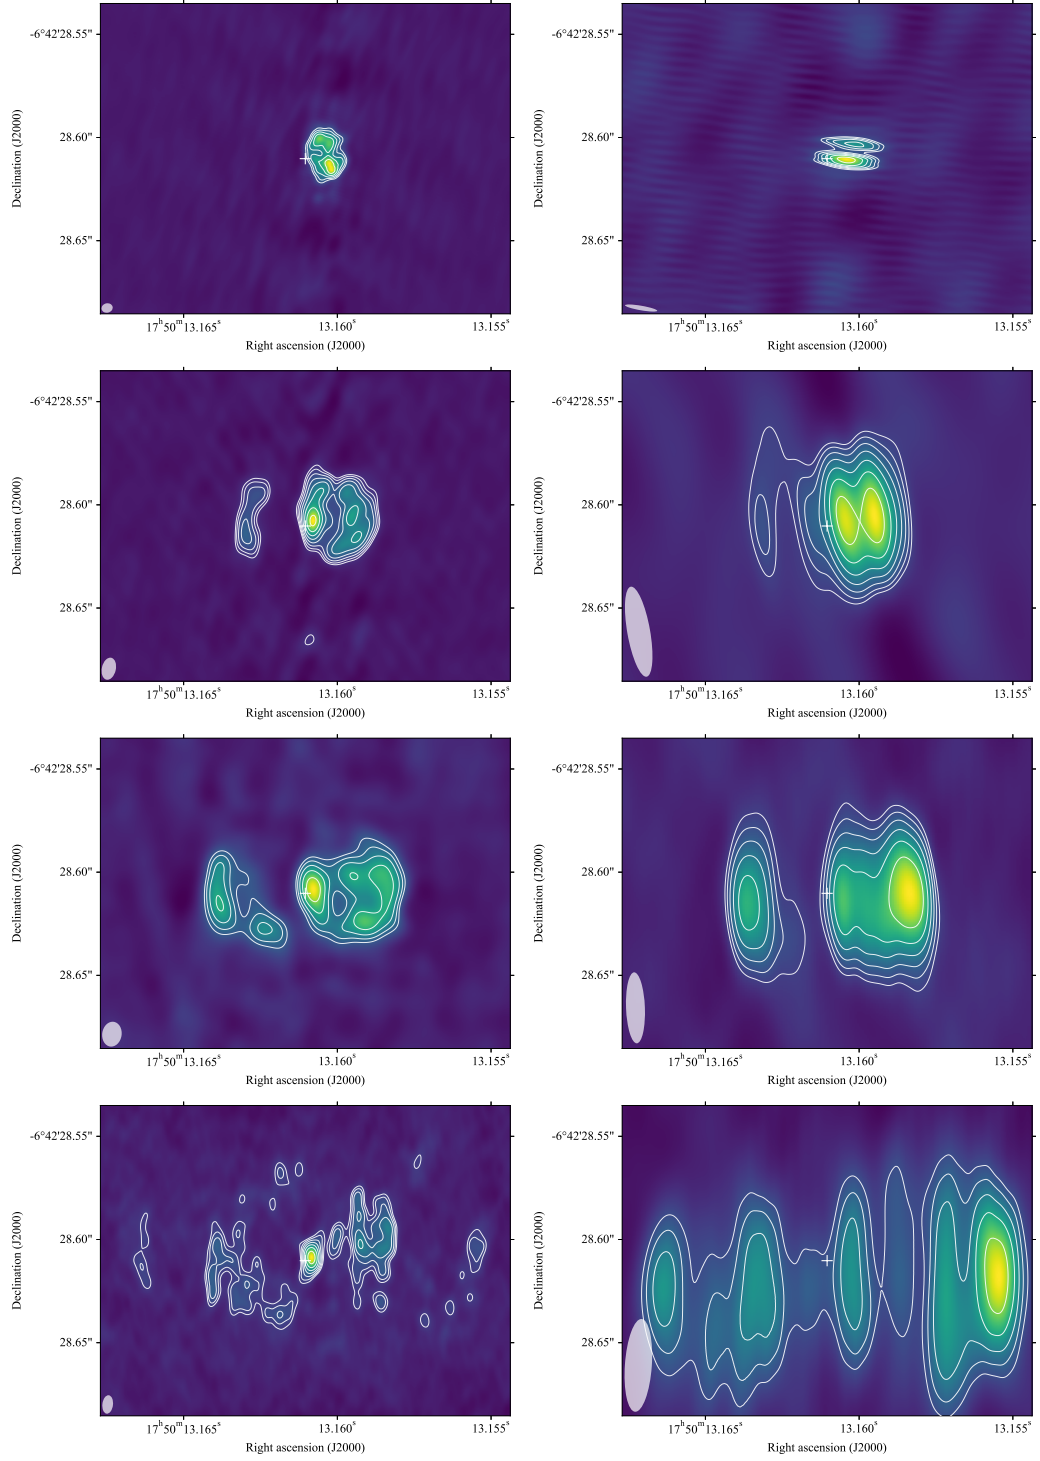 -6°42'28.55"
28.60"
28.65"
Declination (J2000)
17h50m13.165s
13.160s
13.155s
Right ascension (J2000)
-6°42'28.55"
28.60"
28.65"
Declination (J2000)
17h50m13.165s
13.160s
13.155s
Right ascension (J2000)
-6°42'28.55"
28.60"
28.65"
Declination (J2000)
17h50m13.165s
13.160s
13.155s
Right ascension (J2000)
-6°42'28.55"
28.60"
28.65"
Declination (J2000)
17h50m13.165s
13.160s
13.155s
Right ascension (J2000)
-6°42'28.55"
28.60"
28.65"
Declination (J2000)
17h50m13.165s
13.160s
13.155s
Right ascension (J2000)
-6°42'28.55"
28.60"
28.65"
Declination (J2000)
17h50m13.165s
13.160s
13.155s
Right ascension (J2000)
-6°42'28.55"
28.60"
28.65"
Declination (J2000)
17h50m13.165s
13.160s
13.155s
Right ascension (J2000)
-6°42'28.55"
28.60"
28.65"
Declination (J2000)
17h50m13.165s
13.160s
13.155s
Right ascension (J2000)